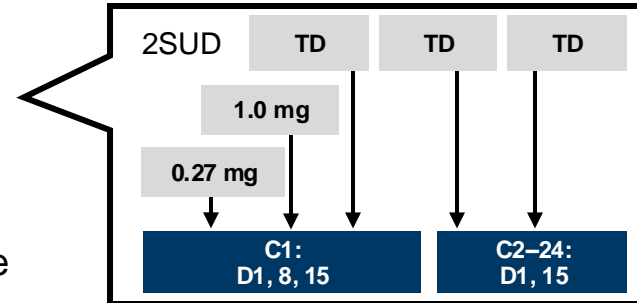 2SUD TD TD TD
1.0 mg
0.27 mg
C1: C2–24:
D1, 8, 15 D1, 15
e